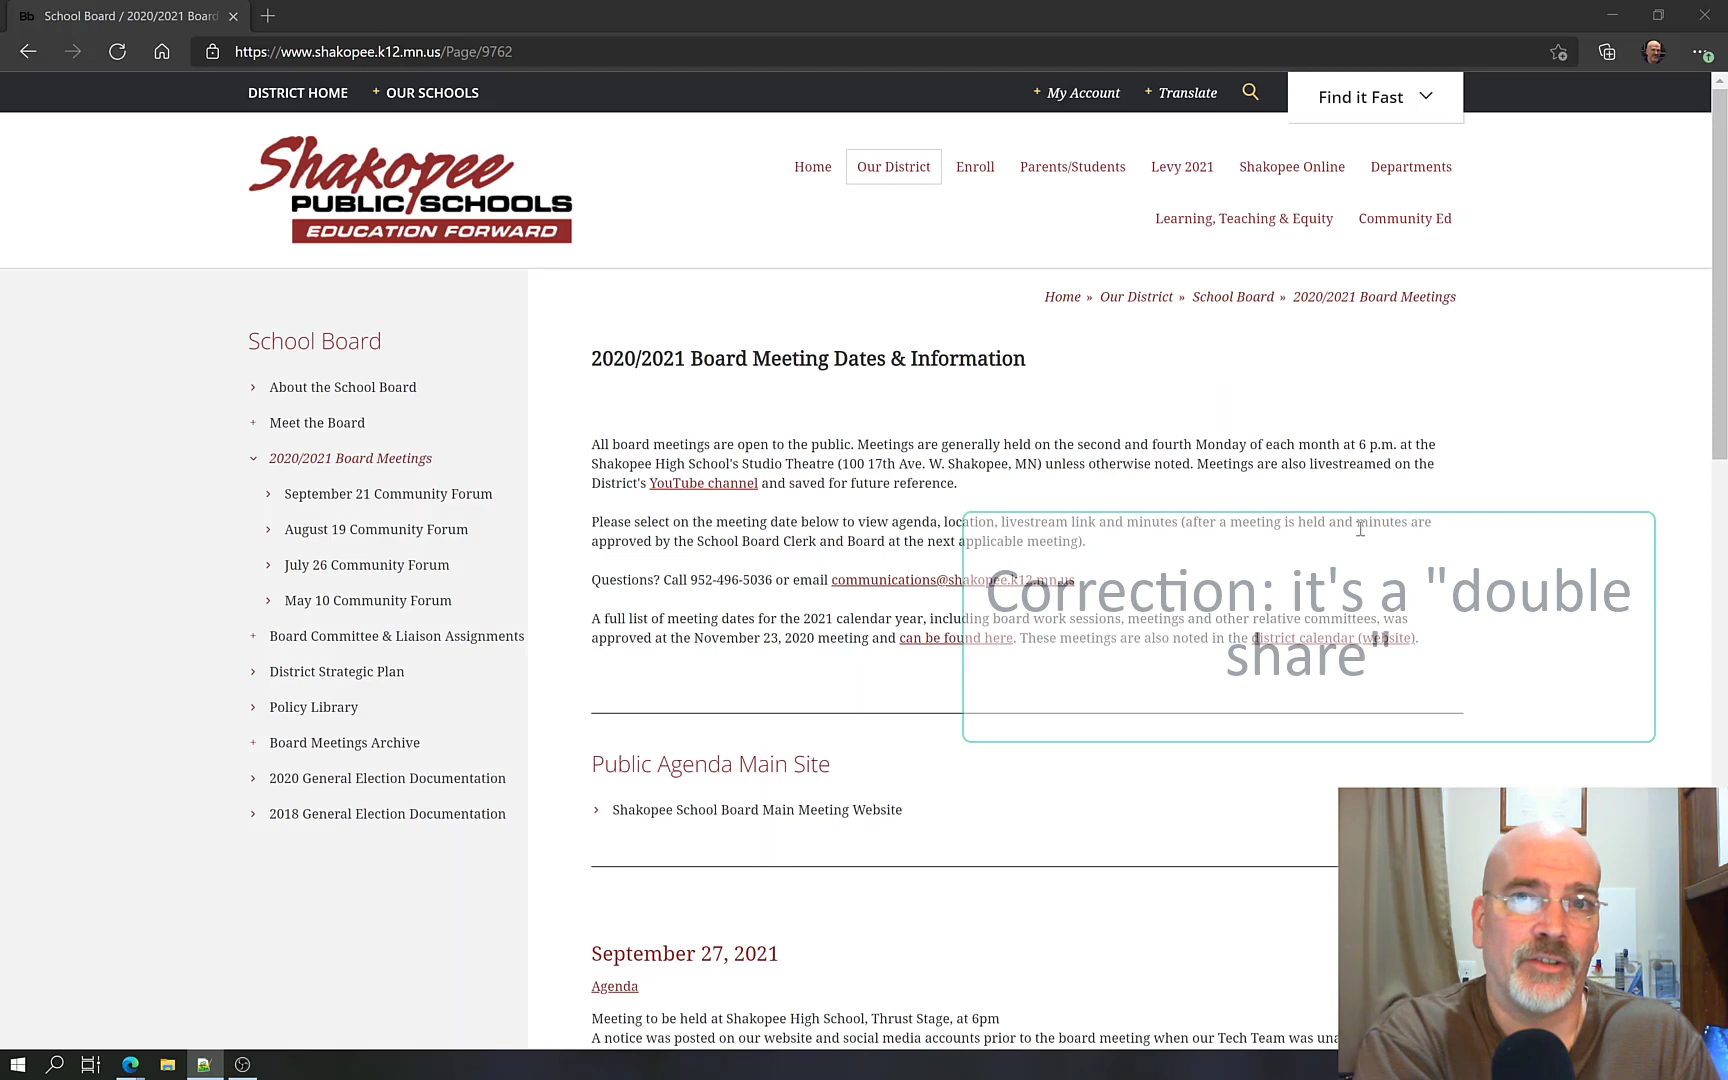 Bb School Board / 2020/2021 Board
https://www.shakopee.k12.mn.us/Page/9762
DISTRICT HOME + OUR SCHOOLS + My Account + Translate Find it Fast
Shakopee
PUBLIC SCHOOLS
EDUCATION FORWARD
Home Our District Enroll Parents/Students Levy 2021 Shakopee Online Departments
Learning, Teaching & Equity Community Ed
Home » Our District » School Board » 2020/2021 Board Meetings
School Board
About the School Board
+ Meet the Board
2020/2021 Board Meetings
September 21 Community Forum
August 19 Community Forum
July 26 Community Forum
May 10 Community Forum
+ Board Committee & Liaison Assignments
District Strategic Plan
Policy Library
+ Board Meetings Archive
2020 General Election Documentation
2018 General Election Documentation
2020/2021 Board Meeting Dates & Information
All board meetings are open to the public. Meetings are generally held on the second and fourth Monday of each month at 6 p.m. at the
Shakopee High School's Studio Theatre (100 17th Ave. W. Shakopee, MN) unless otherwise noted. Meetings are also livestreamed on the
District's YouTube channel and saved for future reference.
Please select on the meeting date below to view agenda, location, livestream link and minutes (after a meeting is held and minutes are
approved by the School Board Clerk and Board at the next applicable meeting).
Questions? Call 952-496-5036 or email communications@shakopee.k12.mn.us
A full list of meeting dates for the 2021 calendar year, including board work sessions, meetings and other relative committees, was
approved at the November 23, 2020 meeting and can be found here. These meetings are also noted in the district calendar (website).
Correction: it's a "double
share"
Public Agenda Main Site
Shakopee School Board Main Meeting Website
September 27, 2021
Agenda
Meeting to be held at Shakopee High School, Thrust Stage, at 6pm
A notice was posted on our website and social media accounts prior to the board meeting when our Tech Team was una